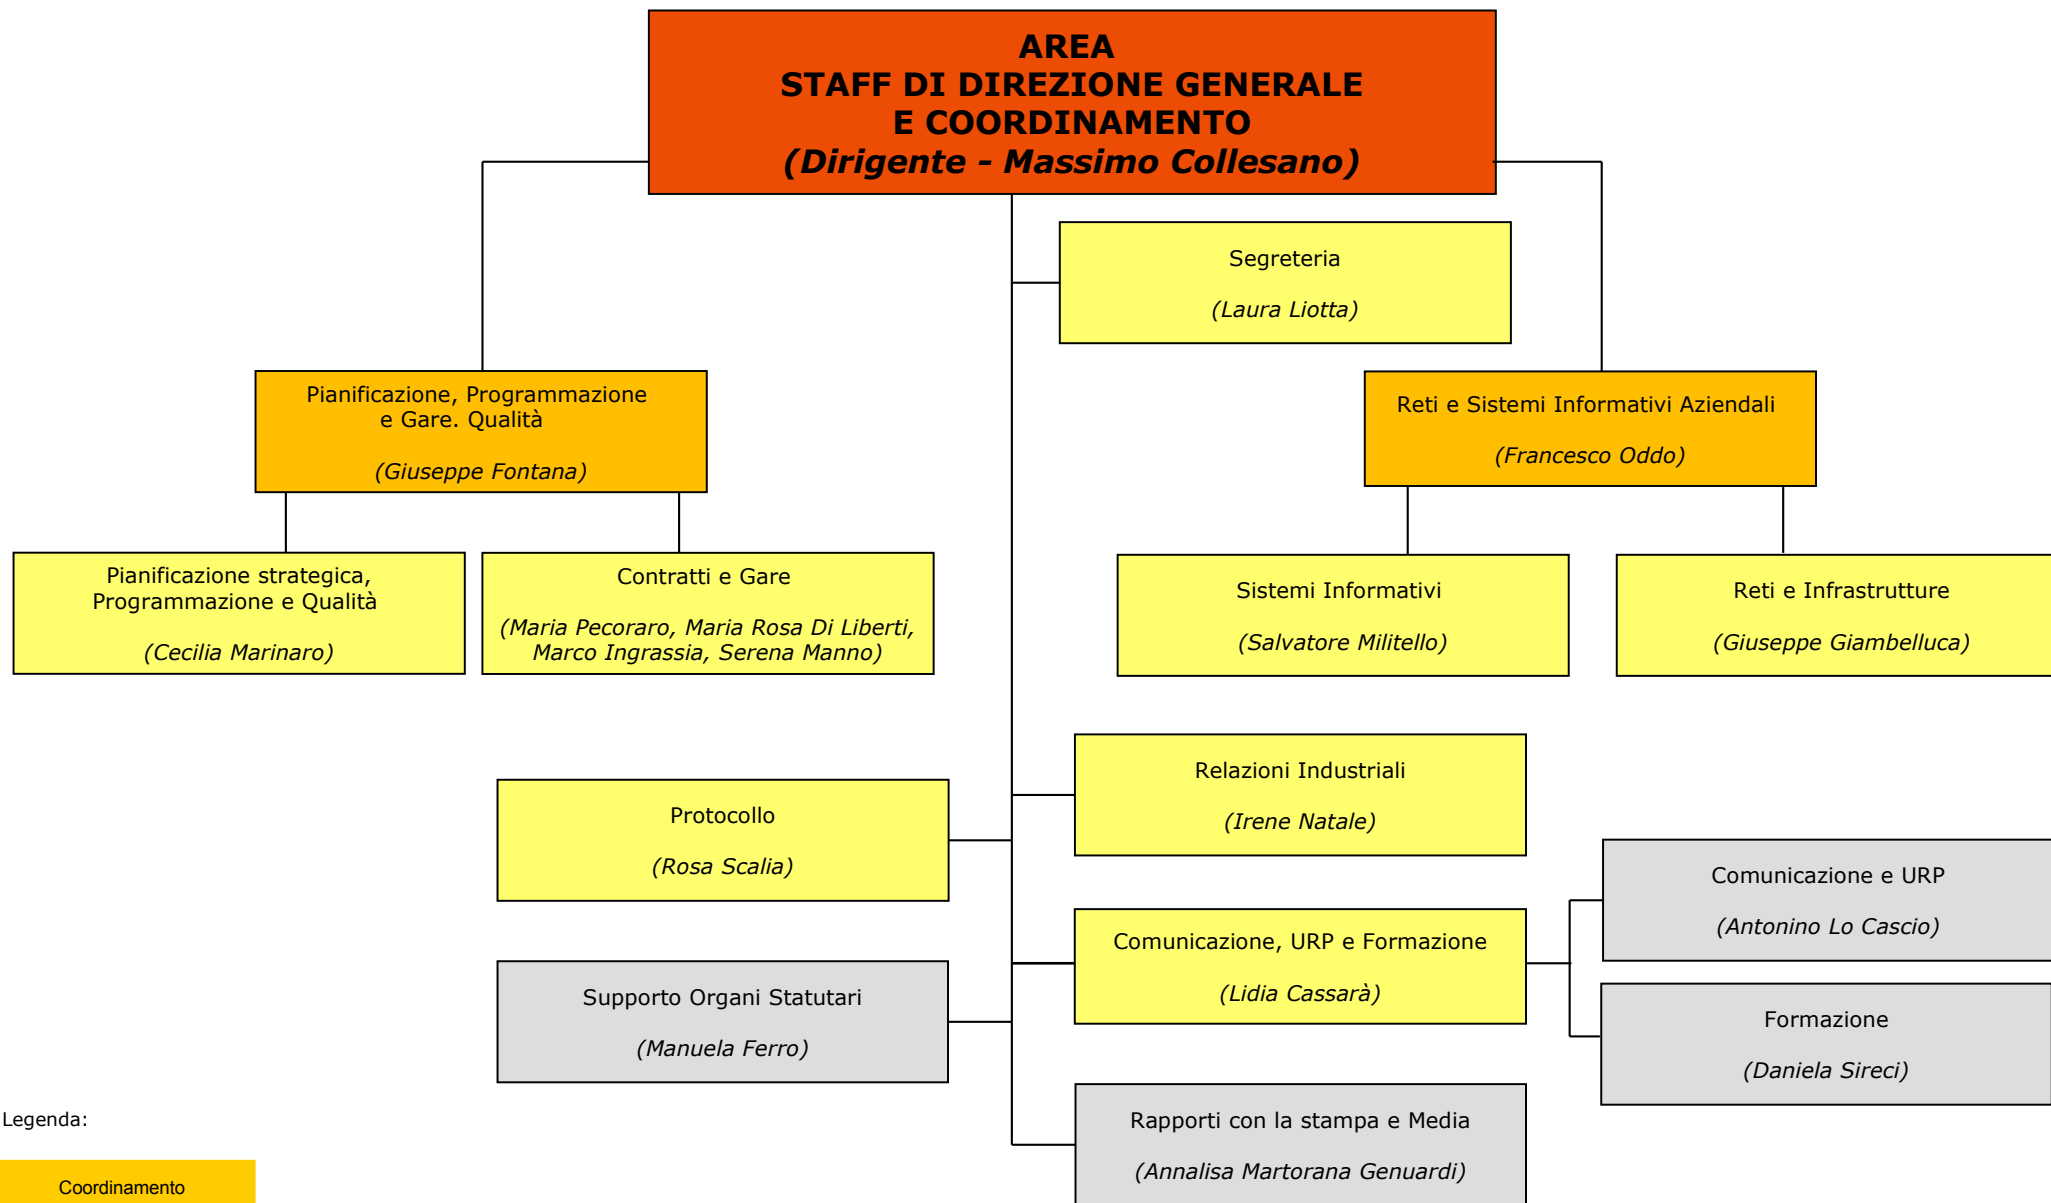 AREA
STAFF DI DIREZIONE GENERALE
E COORDINAMENTO
(Dirigente - Massimo Collesano)
Segreteria
(Laura Liotta)
Pianificazione, Programmazione
e Gare. Qualità
(Giuseppe Fontana)
Reti e Sistemi Informativi Aziendali
(Francesco Oddo)
Pianificazione strategica,
Programmazione e Qualità
(Cecilia Marinaro)
Contratti e Gare
(Maria Pecoraro, Maria Rosa Di Liberti,
Marco Ingrassia, Serena Manno)
Sistemi Informativi
(Salvatore Militello)
Reti e Infrastrutture
(Giuseppe Giambelluca)
Relazioni Industriali
(Irene Natale)
Protocollo
(Rosa Scalia)
Comunicazione e URP
(Antonino Lo Cascio)
Comunicazione, URP e Formazione
(Lidia Cassarà)
Supporto Organi Statutari
(Manuela Ferro)
Formazione
(Daniela Sireci)
Rapporti con la stampa e Media
(Annalisa Martorana Genuardi)
Legenda:
Coordinamento